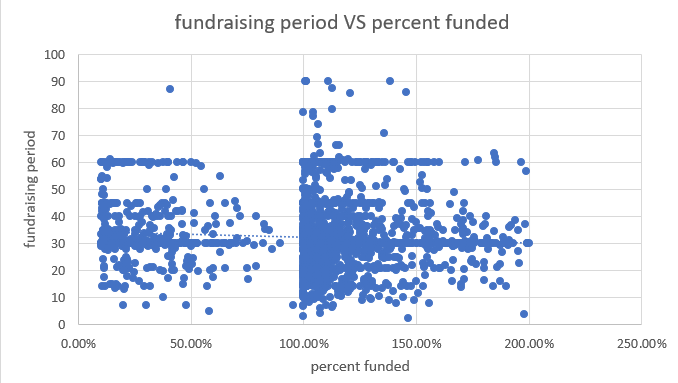 fundraising period VS percent funded
100
90
80
70
60
50
40
30
20
10
0
fundraising period
0.00% 50.00% 100.00% 150.00% 200.00% 250.00%
percent funded